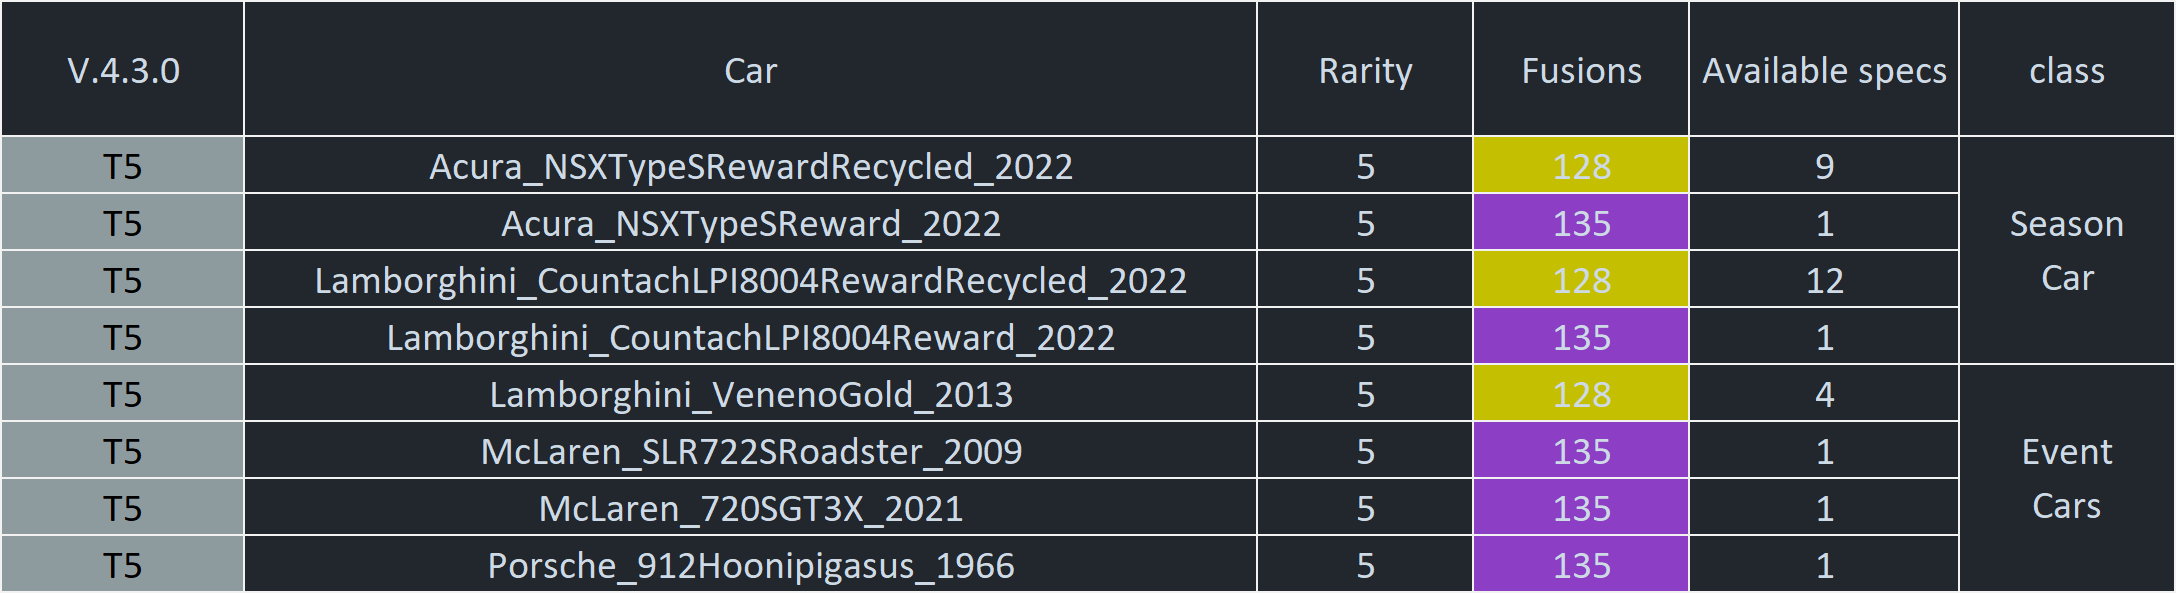 V.4.3.0 Car Rarity Fusions Available specs class
T5 Acura_NSXTypeSRewardRecycled_2022 5 128 9
T5 Acura_NSXTypeSReward_2022 5 135 1 Season
T5 Lamborghini_CountachLPI8004RewardRecycled_2022 5 128 12 Car
T5 Lamborghini_CountachLPI8004Reward_2022 5 135 1
T5 Lamborghini_VenenoGold_2013 5 128 4
T5 McLaren_SLR722SRoadster_2009 5 135 1 Event
T5 McLaren_720SGT3X_2021 5 135 1 Cars
T5 Porsche_912Hoonipigasus_1966 5 135 1